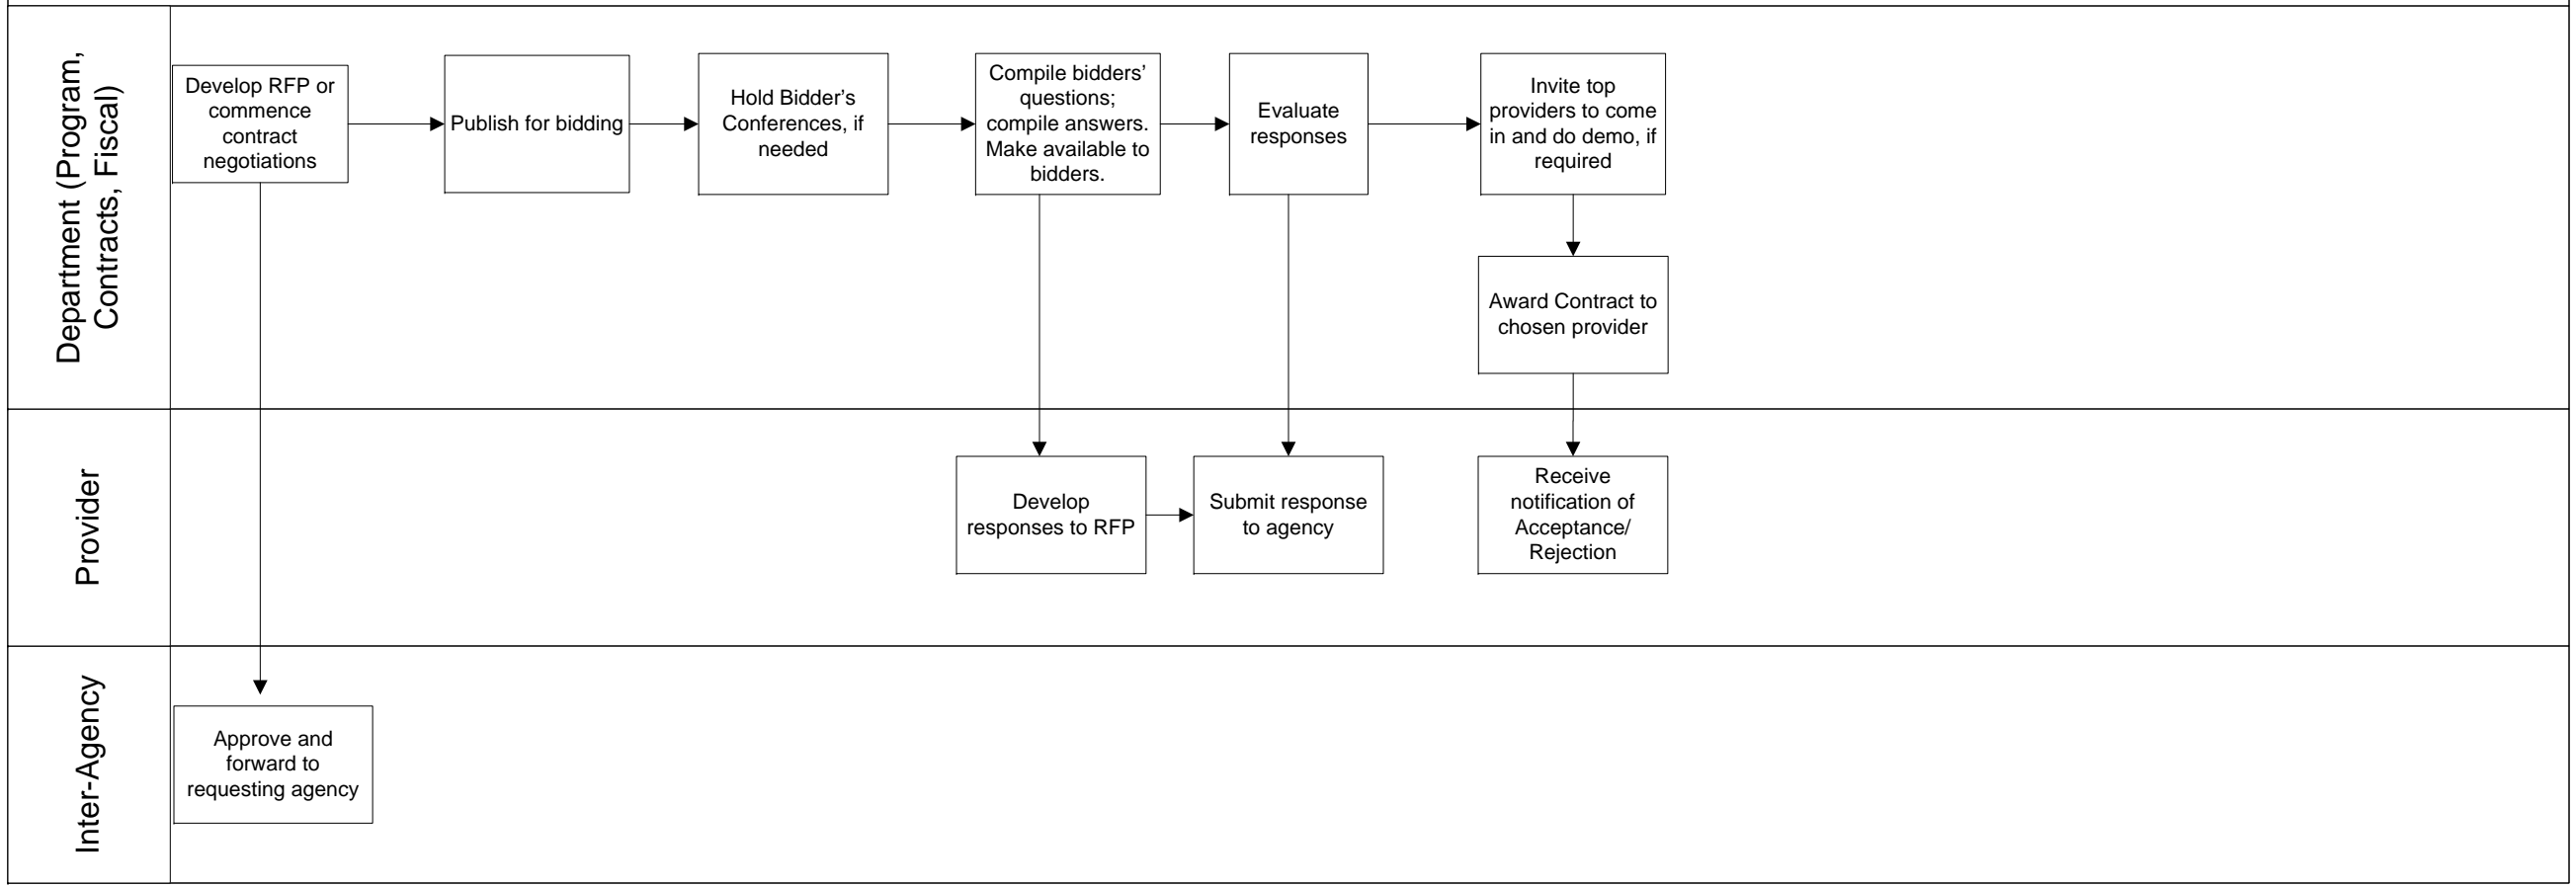 Department (Program,
Contracts, Fiscal)
Develop RFP or
commence
contract
negotiations
Publish for bidding
Hold Bidder’s
Conferences, if
needed
Compile bidders’
questions;
compile answers.
Make available to
bidders.
Evaluate
responses
Invite top
providers to come
in and do demo, if
required
Award Contract to
chosen provider
Provider
Develop
responses to RFP
Submit response
to agency
Receive
notification of
Acceptance/
Rejection
Inter-Agency
Approve and
forward to
requesting agency